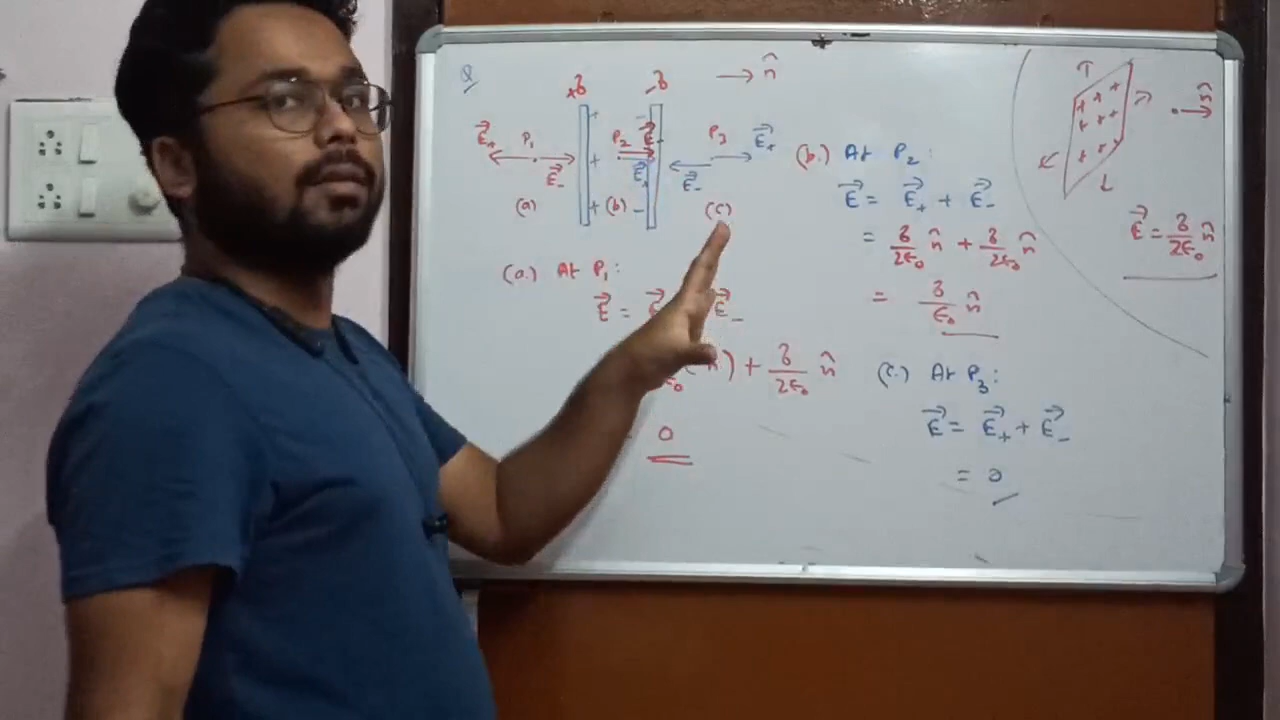 Q
+σ -σ → n̂
E⃗₊ P₁ E⃗₋
P₂ E⃗₋ E⃗₊
P₃ E⃗₊ E⃗₋
(a) (b) (c)
(a.) At P₁:
E⃗ = E⃗₋
(n̂) + σ/2ε₀ n̂
0
(b.) At P₂:
E⃗ = E⃗₊ + E⃗₋
= σ/2ε₀ n̂ + σ/2ε₀ n̂
= σ/ε₀ n̂
(c.) At P₃:
E⃗ = E⃗₊ + E⃗₋
= 0
→ n̂
E⃗ = σ/2ε₀ n̂